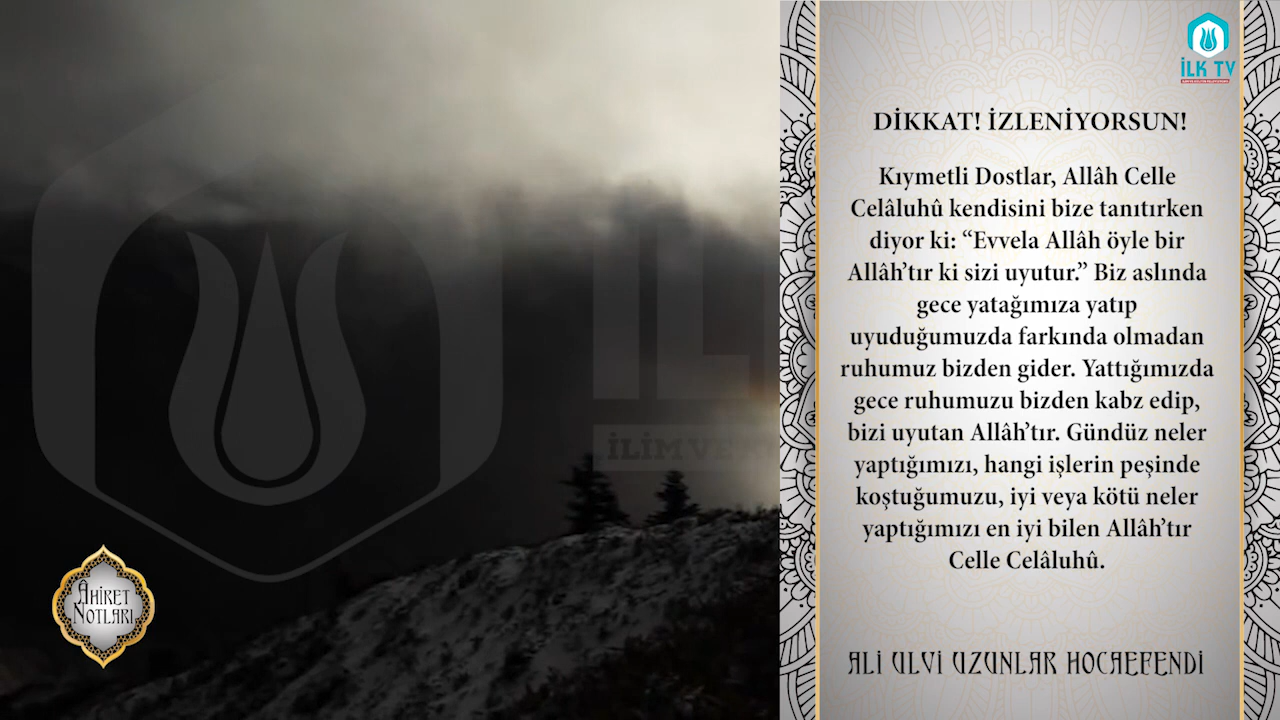 İLK TV
DİKKAT! İZLENİYORSUN!
Kıymetli Dostlar, Allâh Celle
Celâluhû kendisini bize tanıtırken
diyor ki: “Evvela Allâh öyle bir
Allâh’tır ki sizi uyutur.” Biz aslında
gece yatağımıza yatıp
uyuduğumuzda farkında olmadan
ruhumuz bizden gider. Yattığımızda
gece ruhumuzu bizden kabz edip,
bizi uyutan Allâh’tır. Gündüz neler
yaptığımızı, hangi işlerin peşinde
koştuğumuzu, iyi veya kötü neler
yaptığımızı en iyi bilen Allâh’tır
Celle Celâluhû.
ALİ ULVİ UZUNLAR HOCAEFENDİ
İL
İLİM VE
AHİRET
NOTLARI